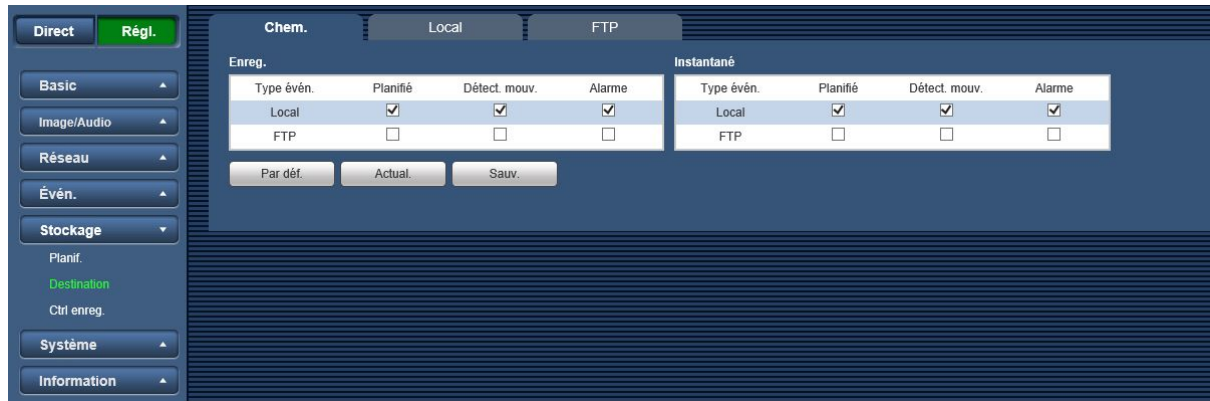 Direct Régl.
Basic
Image/Audio
Réseau
Évén.
Stockage
Planif.
Destination
Ctrl enreg.
Système
Information
Chem. Local FTP
Enreg.
Type évén. Planifié Détect. mouv. Alarme
Local
FTP
Instantané
Type évén. Planifié Détect. mouv. Alarme
Local
FTP
Par déf. Actual. Sauv.